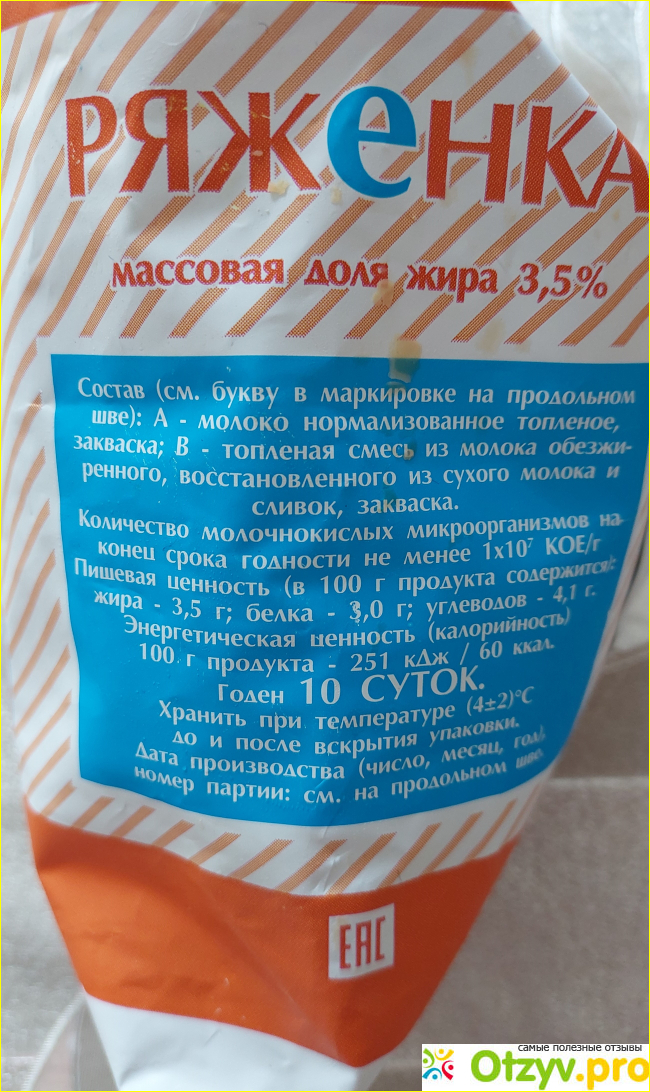 РЯЖеНКА
массовая доля жира 3,5%
Состав (см. букву в маркировке на продольном
шве): А - молоко нормализованное топленое,
закваска; В - топленая смесь из молока обезжи-
ренного, восстановленного из сухого молока и
сливок, закваска.
Количество молочнокислых микроорганизмов на
конец срока годности не менее 1х10⁷ КОЕ/г
Пищевая ценность (в 100 г продукта содержится):
жира - 3,5 г; белка - 3,0 г; углеводов - 4,1 г.
Энергетическая ценность (калорийность)
100 г продукта - 251 кДж / 60 ккал.
Годен 10 СУТОК.
Хранить при температуре (4±2)°С
до и после вскрытия упаковки.
Дата производства (число, месяц, год),
номер партии: см. на продольном шве.
ЕАС
самые полезные отзывы
Otzyv.pro